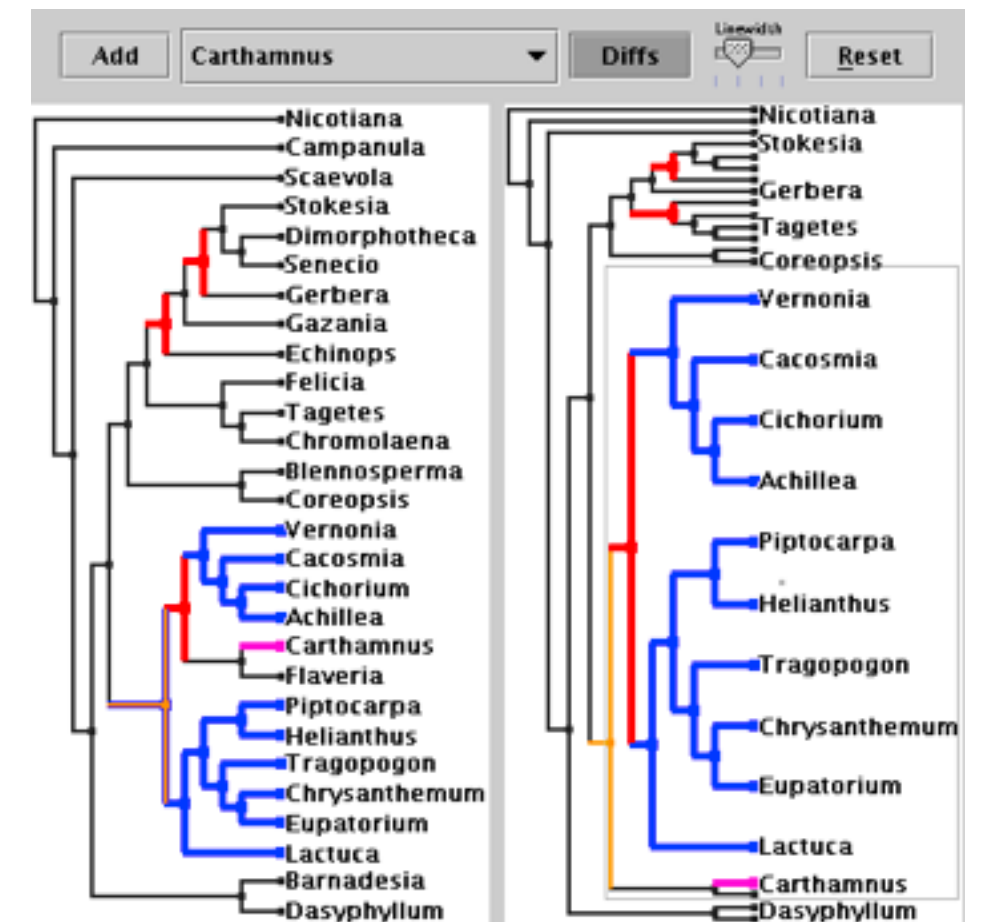 Linewidth
Add Carthamnus Diffs Reset
Nicotiana
Campanula
Scaevola
Stokesia
Dimorphotheca
Senecio
Gerbera
Gazania
Echinops
Felicia
Tagetes
Chromolaena
Blennosperma
Coreopsis
Vernonia
Cacosmia
Cichorium
Achillea
Carthamnus
Flaveria
Piptocarpa
Helianthus
Tragopogon
Chrysanthemum
Eupatorium
Lactuca
Barnadesia
Dasyphyllum
Nicotiana
Stokesia
Gerbera
Tagetes
Coreopsis
Vernonia
Cacosmia
Cichorium
Achillea
Piptocarpa
Helianthus
Tragopogon
Chrysanthemum
Eupatorium
Lactuca
Carthamnus
Dasyphyllum